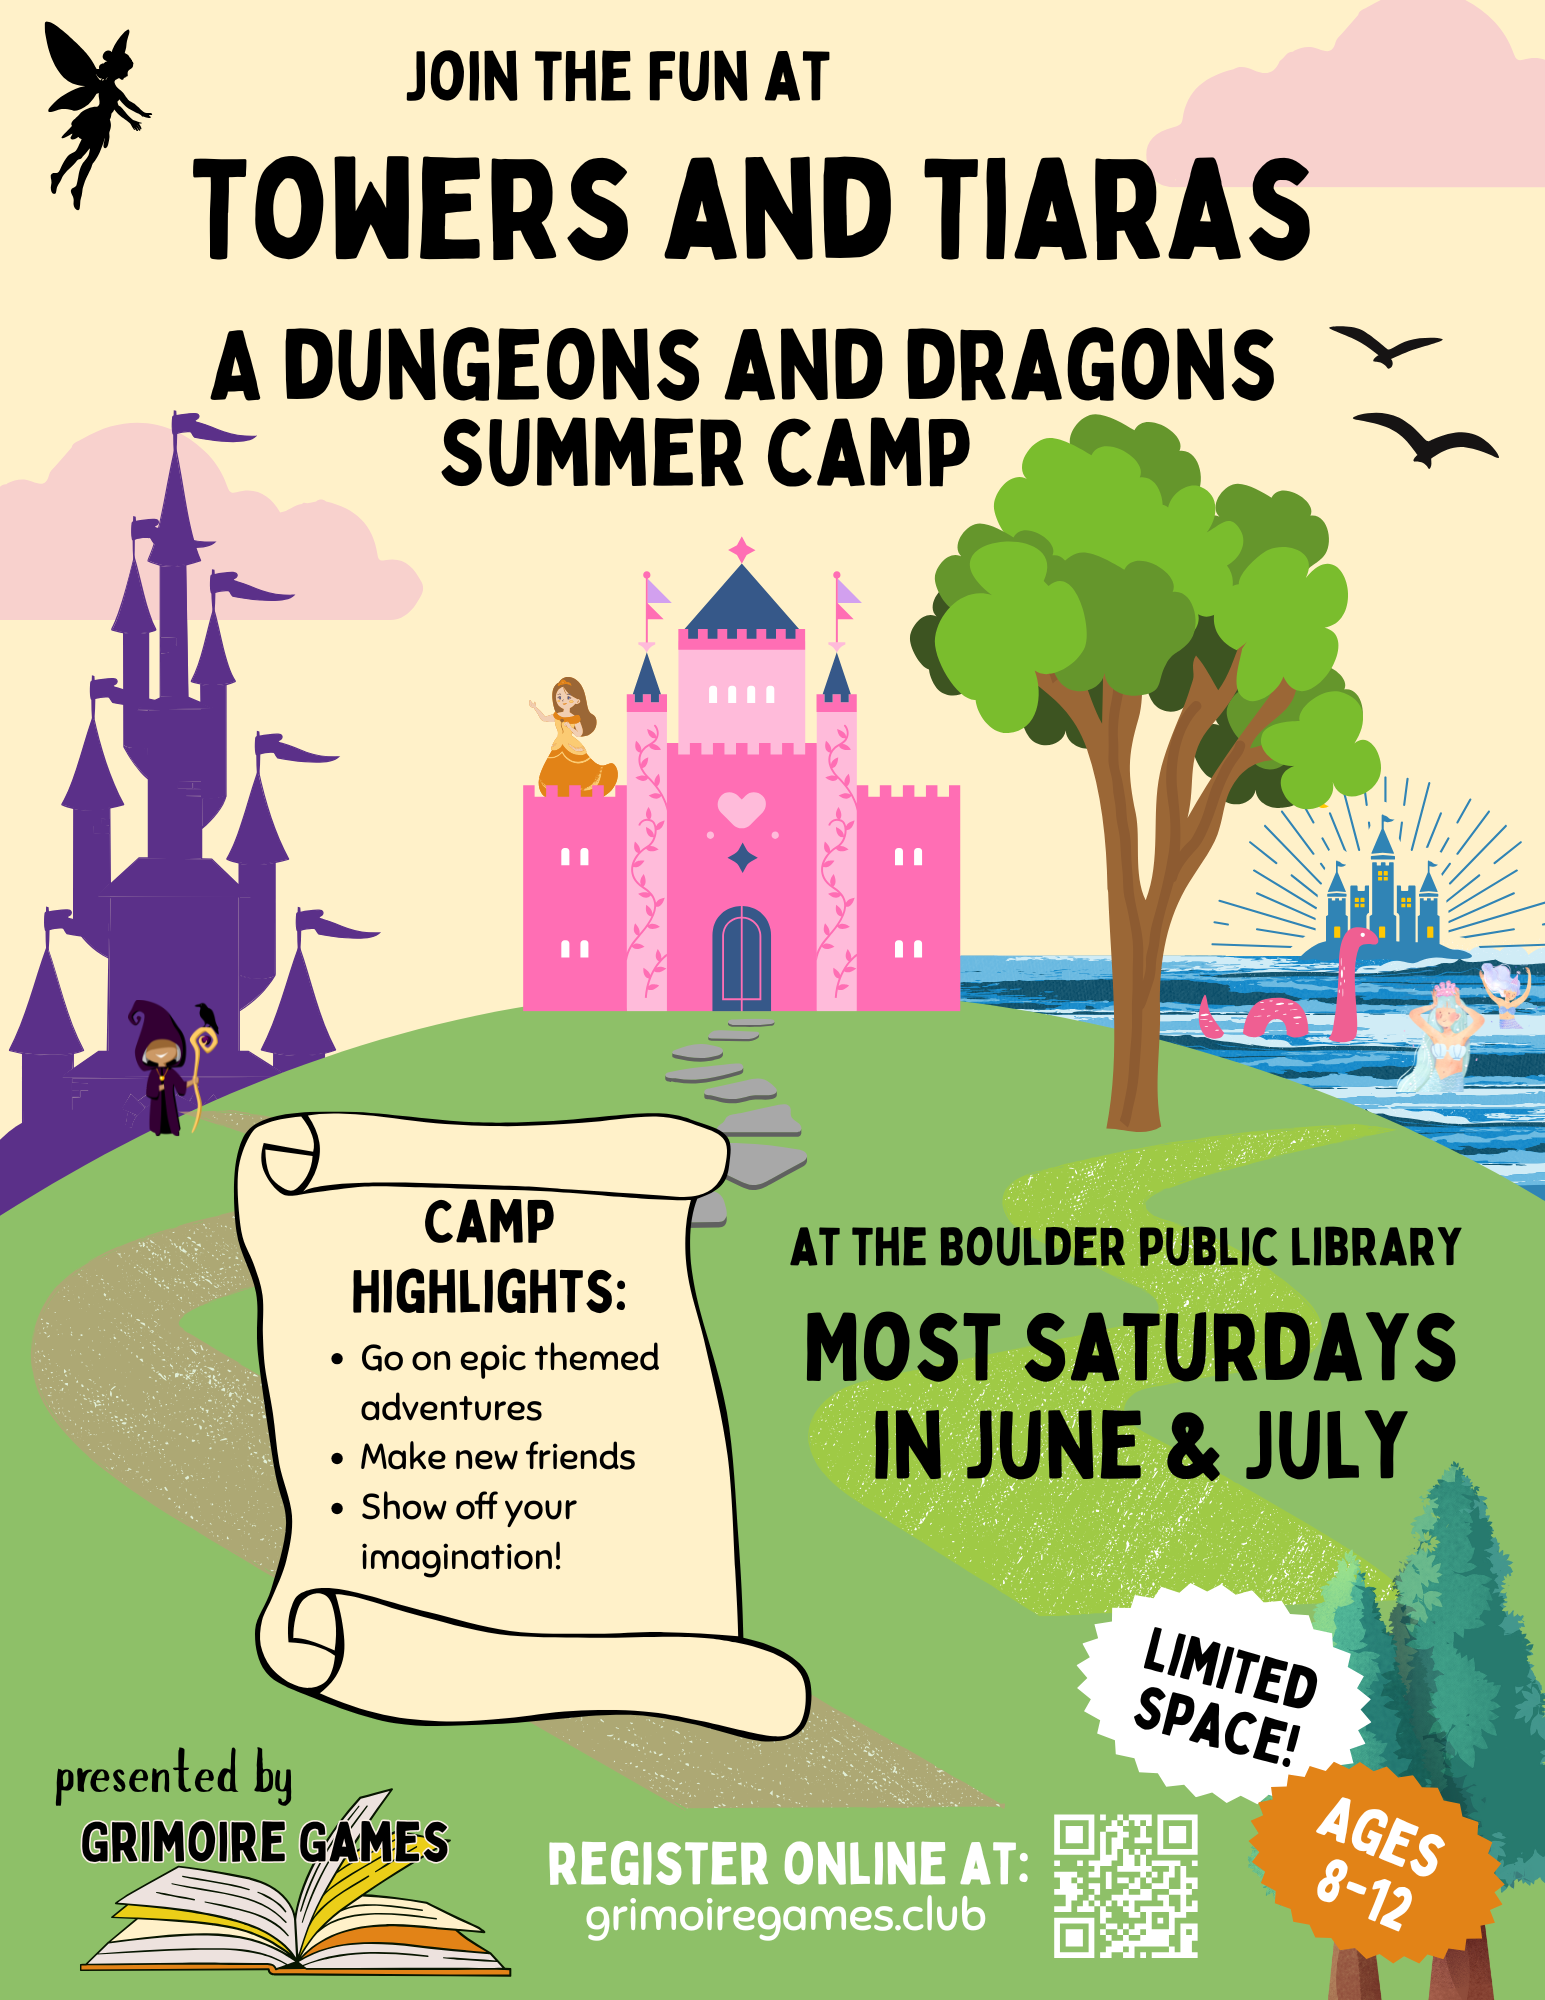 JOIN THE FUN AT
TOWERS AND TIARAS
A DUNGEONS AND DRAGONS
SUMMER CAMP
CAMP
HIGHLIGHTS:
• Go on epic themed
adventures
• Make new friends
• Show off your
imagination!
AT THE BOULDER PUBLIC LIBRARY
MOST SATURDAYS
IN JUNE & JULY
LIMITED
SPACE!
AGES
8-12
presented by
GRIMOIRE GAMES
REGISTER ONLINE AT:
grimoiregames.club